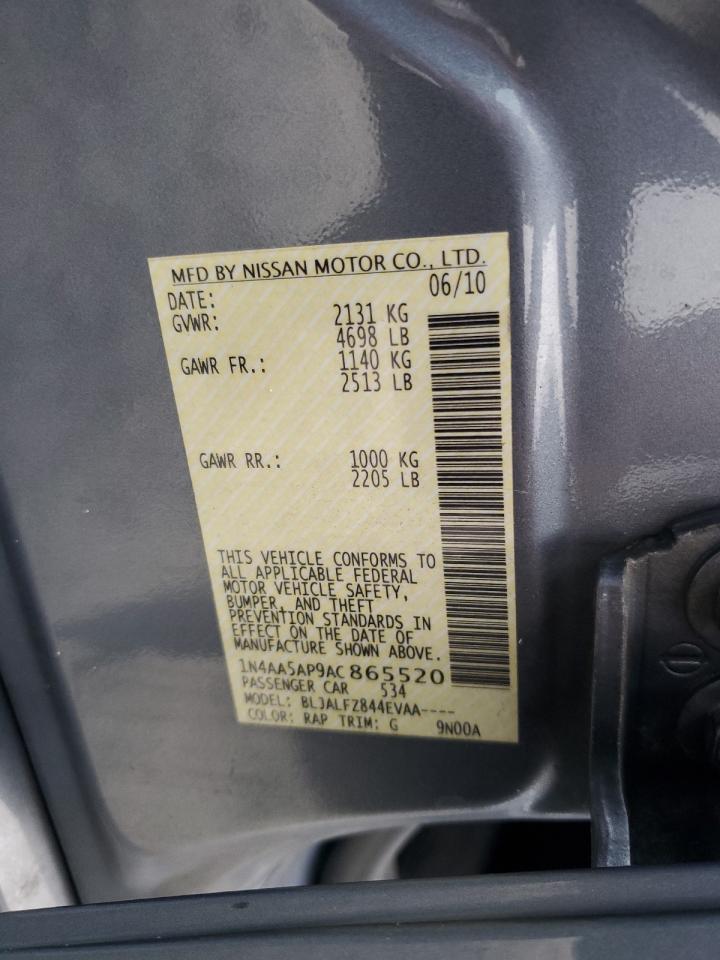 MFD BY NISSAN MOTOR CO., LTD.
DATE: 06/10
GVWR: 2131 KG
4698 LB
GAWR FR.: 1140 KG
2513 LB
GAWR RR.: 1000 KG
2205 LB
THIS VEHICLE CONFORMS TO
ALL APPLICABLE FEDERAL
MOTOR VEHICLE SAFETY,
BUMPER, AND THEFT
PREVENTION STANDARDS IN
EFFECT ON THE DATE OF
MANUFACTURE SHOWN ABOVE.
1N4AA5AP9AC865520
PASSENGER CAR 534
MODEL: BLJALFZ844EVAA----
COLOR: RAP TRIM: G 9N00A